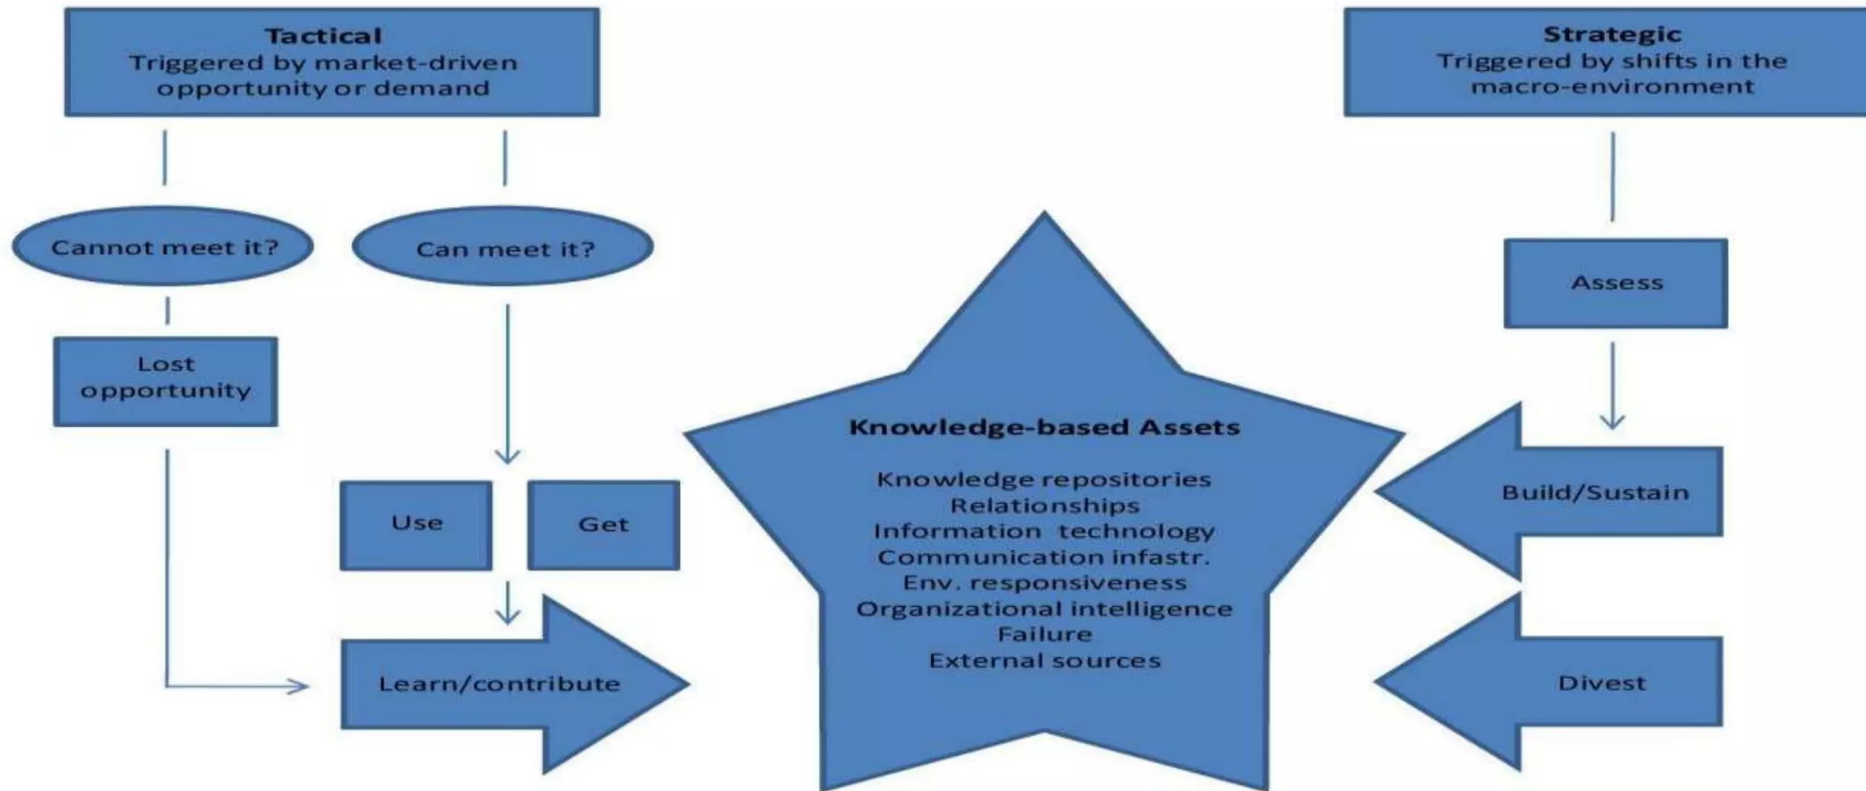 Tactical
Triggered by market-driven
opportunity or demand
Strategic
Triggered by shifts in the
macro-environment
Cannot meet it?
Can meet it?
Assess
Lost
opportunity
Use
Get
Learn/contribute
Knowledge-based Assets
Knowledge repositories
Relationships
Information technology
Communication infastr.
Env. responsiveness
Organizational intelligence
Failure
External sources
Build/Sustain
Divest